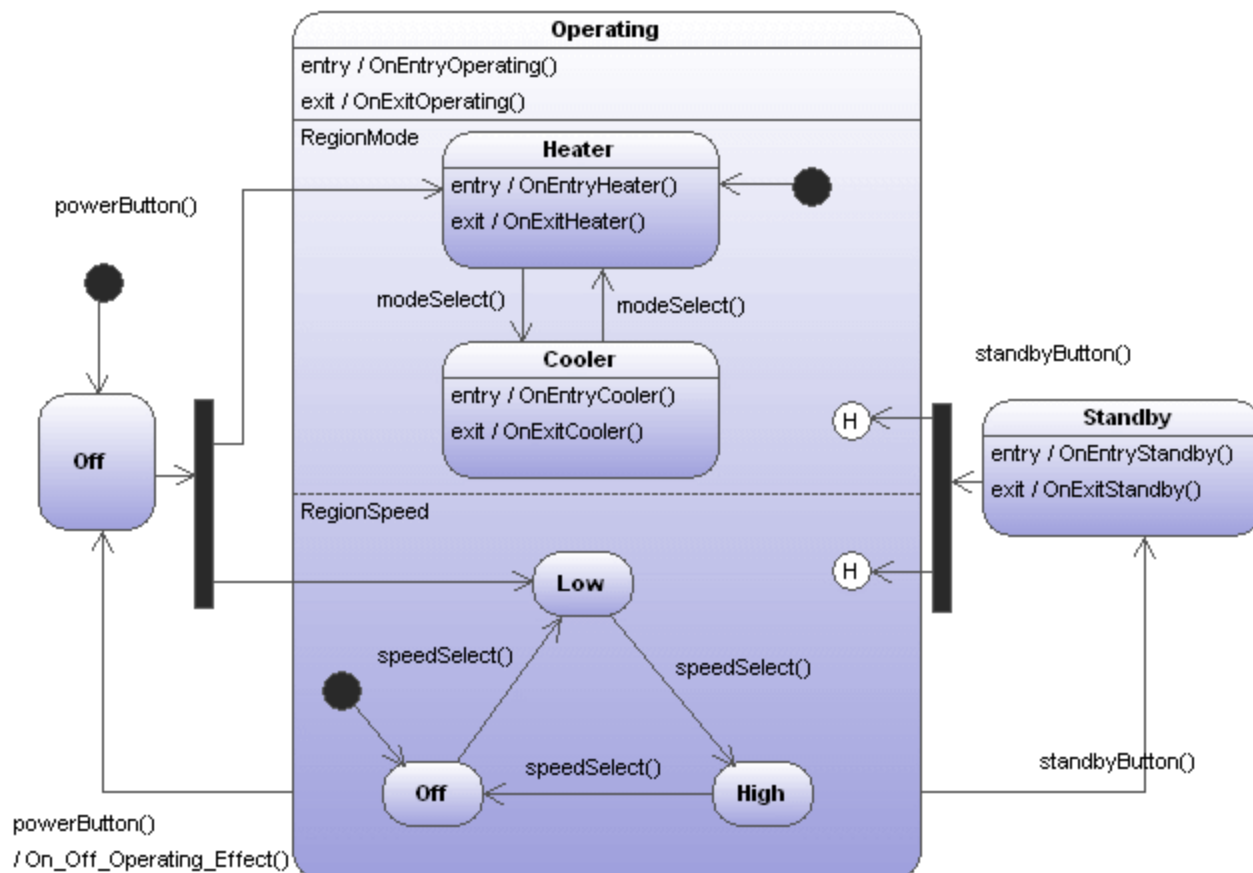 Operating
entry / OnEntryOperating()
exit / OnExitOperating()
RegionMode
Heater
entry / OnEntryHeater()
exit / OnExitHeater()
powerButton()
modeSelect()
modeSelect()
Cooler
entry / OnEntryCooler()
exit / OnExitCooler()
standbyButton()
H
Standby
entry / OnEntryStandby()
exit / OnExitStandby()
Off
RegionSpeed
H
Low
speedSelect()
speedSelect()
speedSelect()
Off
High
standbyButton()
powerButton()
/ On_Off_Operating_Effect()